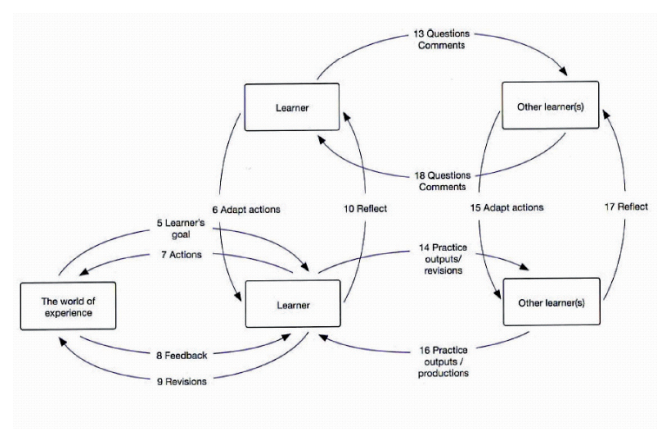 13 Questions
Comments
Learner
Other learner(s)
18 Questions
Comments
6 Adapt actions
10 Reflect
15 Adapt actions
17 Reflect
5 Learner's
goal
7 Actions
14 Practice
outputs/
revisions
The world of
experience
Learner
Other learner(s)
8 Feedback
16 Practice
outputs /
productions
9 Revisions